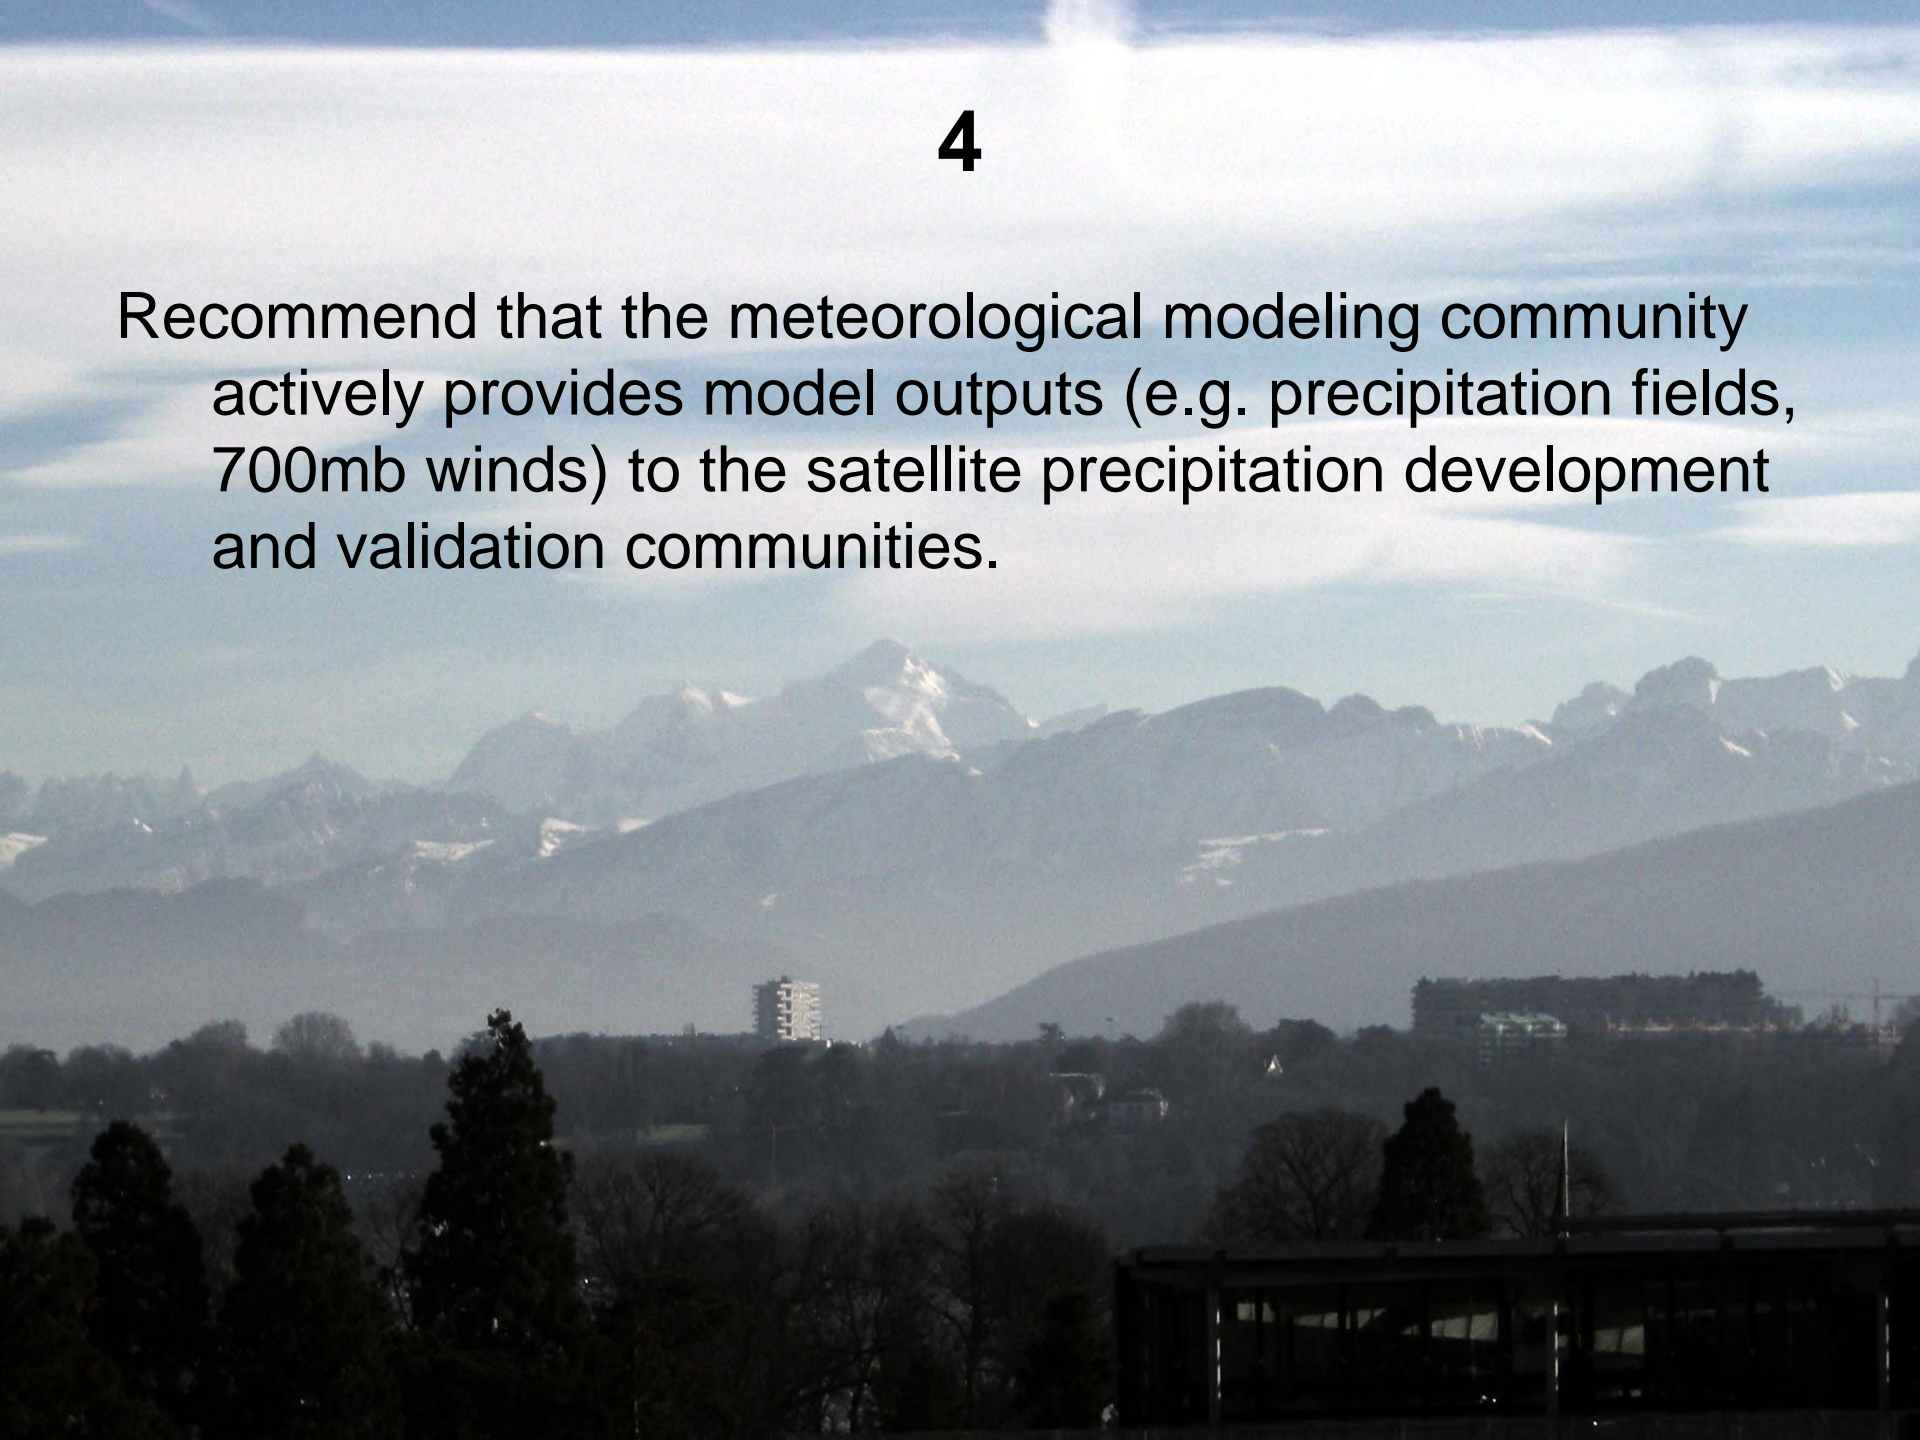 4
Recommend that the meteorological modeling community
actively provides model outputs (e.g. precipitation fields,
700mb winds) to the satellite precipitation development
and validation communities.